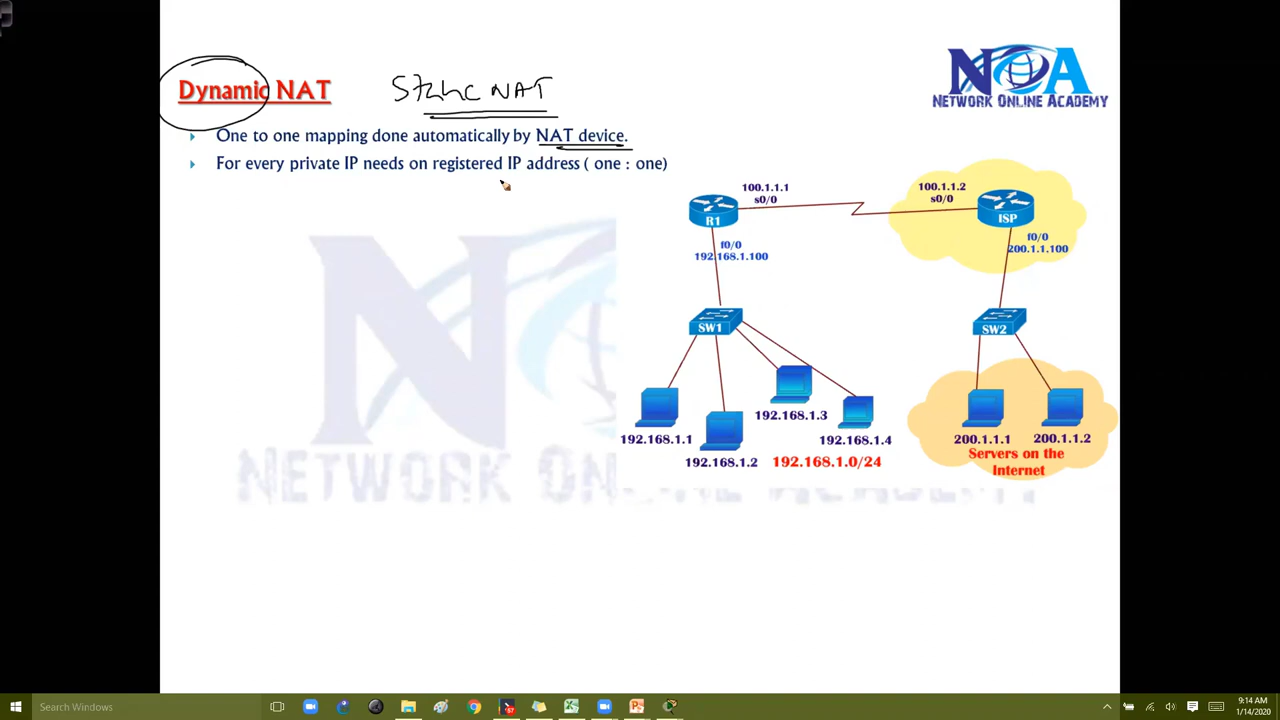 Dynamic NAT
Static NAT
NOA
NETWORK ONLINE ACADEMY
One to one mapping done automatically by NAT device.
For every private IP needs on registered IP address ( one : one)
100.1.1.1
s0/0
100.1.1.2
s0/0
R1
ISP
f0/0
192.168.1.100
f0/0
200.1.1.100
SW1
SW2
192.168.1.1
192.168.1.2
192.168.1.3
192.168.1.4
192.168.1.0/24
200.1.1.1
200.1.1.2
Servers on the
Internet
NETWORK ONLINE ACADEMY
Search Windows
9:14 AM
1/14/2020